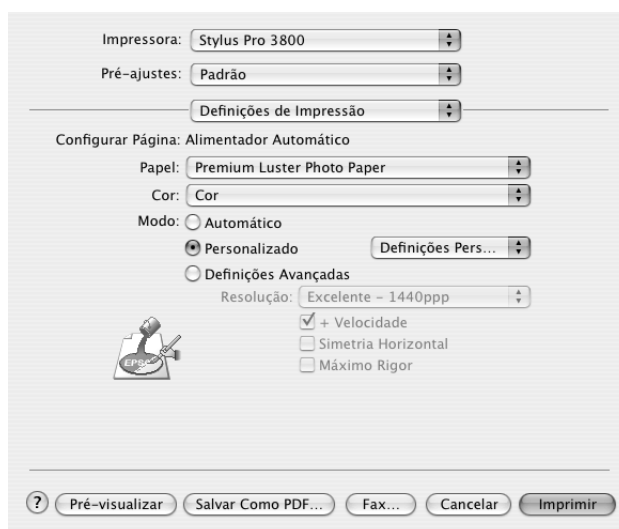 Impressora: Stylus Pro 3800
Pré-ajustes: Padrão
Definições de Impressão
Configurar Página: Alimentador Automático
Papel: Premium Luster Photo Paper
Cor: Cor
Modo: Automático
Personalizado Definições Pers...
Definições Avançadas
Resolução: Excelente - 1440ppp
+ Velocidade
Simetria Horizontal
Máximo Rigor
EPSO
? Pré-visualizar Salvar Como PDF... Fax... Cancelar Imprimir